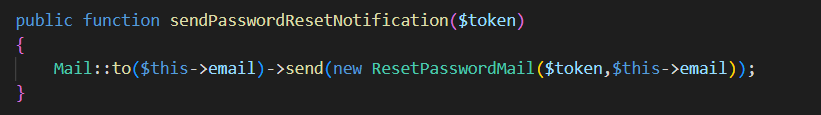 public function sendPasswordResetNotification($token)
{
    Mail::to($this->email)->send(new ResetPasswordMail($token,$this->email));
}